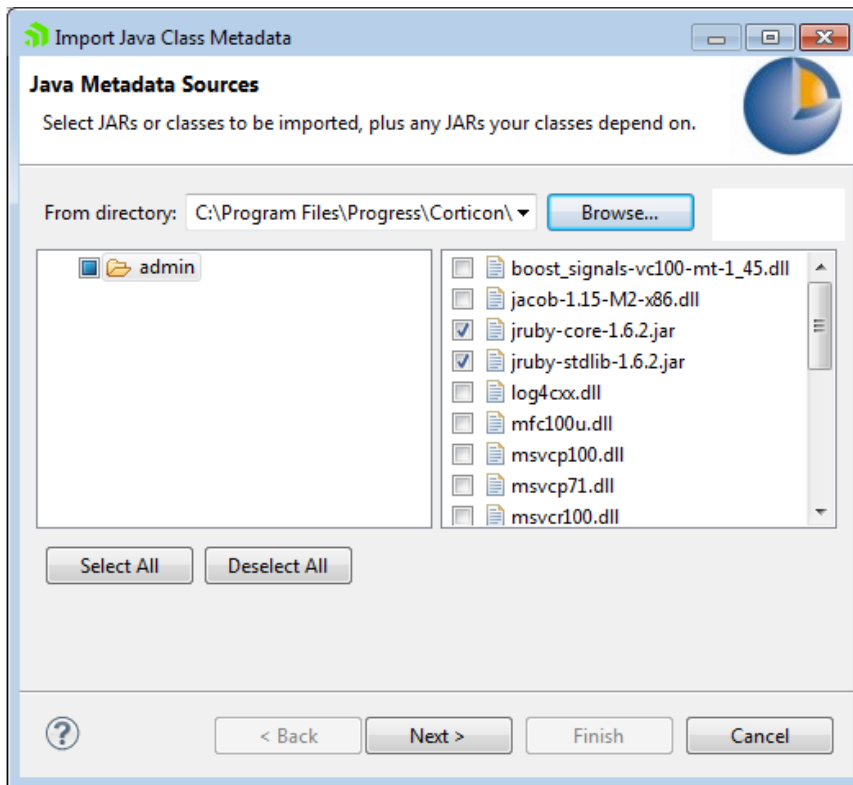 Import Java Class Metadata
Java Metadata Sources
Select JARs or classes to be imported, plus any JARs your classes depend on.
From directory: C:\Program Files\Progress\Corticon\ Browse...
admin
boost_signals-vc100-mt-1_45.dll
jacob-1.15-M2-x86.dll
jruby-core-1.6.2.jar
jruby-stdlib-1.6.2.jar
log4cxx.dll
mfc100u.dll
msvcp100.dll
msvcp71.dll
msvcr100.dll
Select All Deselect All
? < Back Next > Finish Cancel